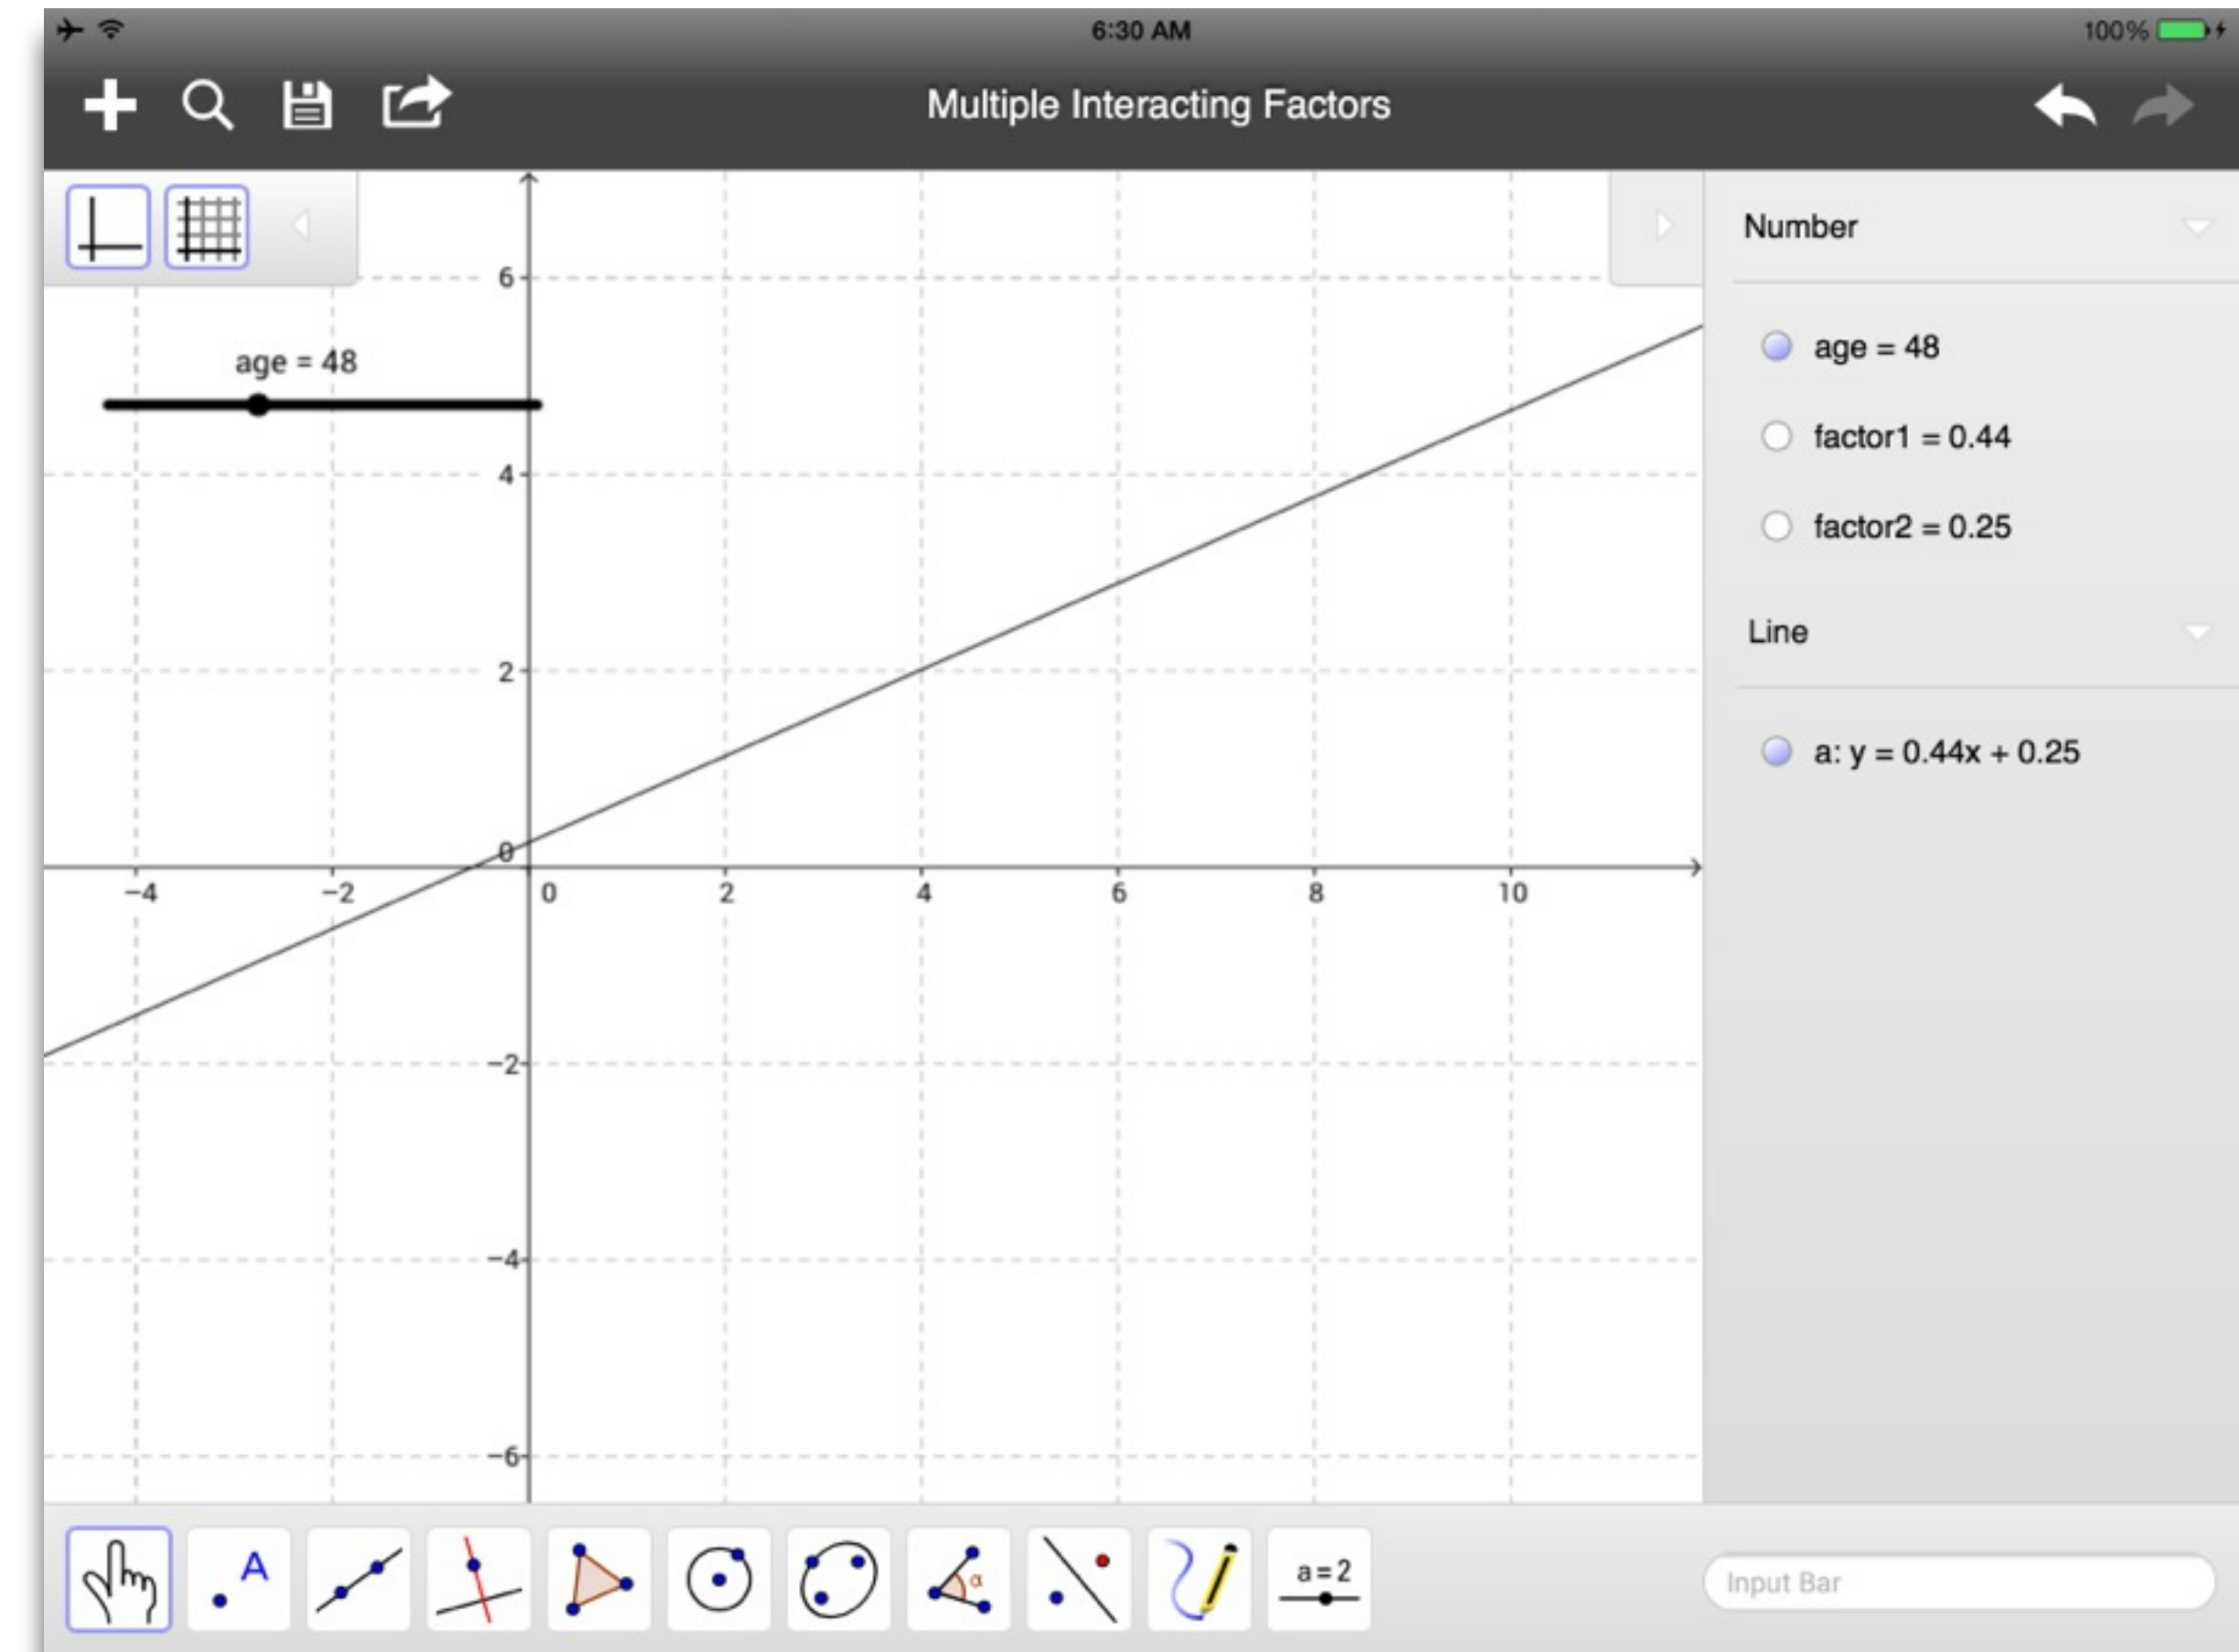 6:30 AM
100%
Multiple Interacting Factors
Number
age = 48
factor1 = 0.44
factor2 = 0.25
Line
a: y = 0.44x + 0.25
age = 48
6
4
2
0
−4 −2 0 2 4 6 8 10
−2
−4
−6
A
α
a = 2
Input Bar